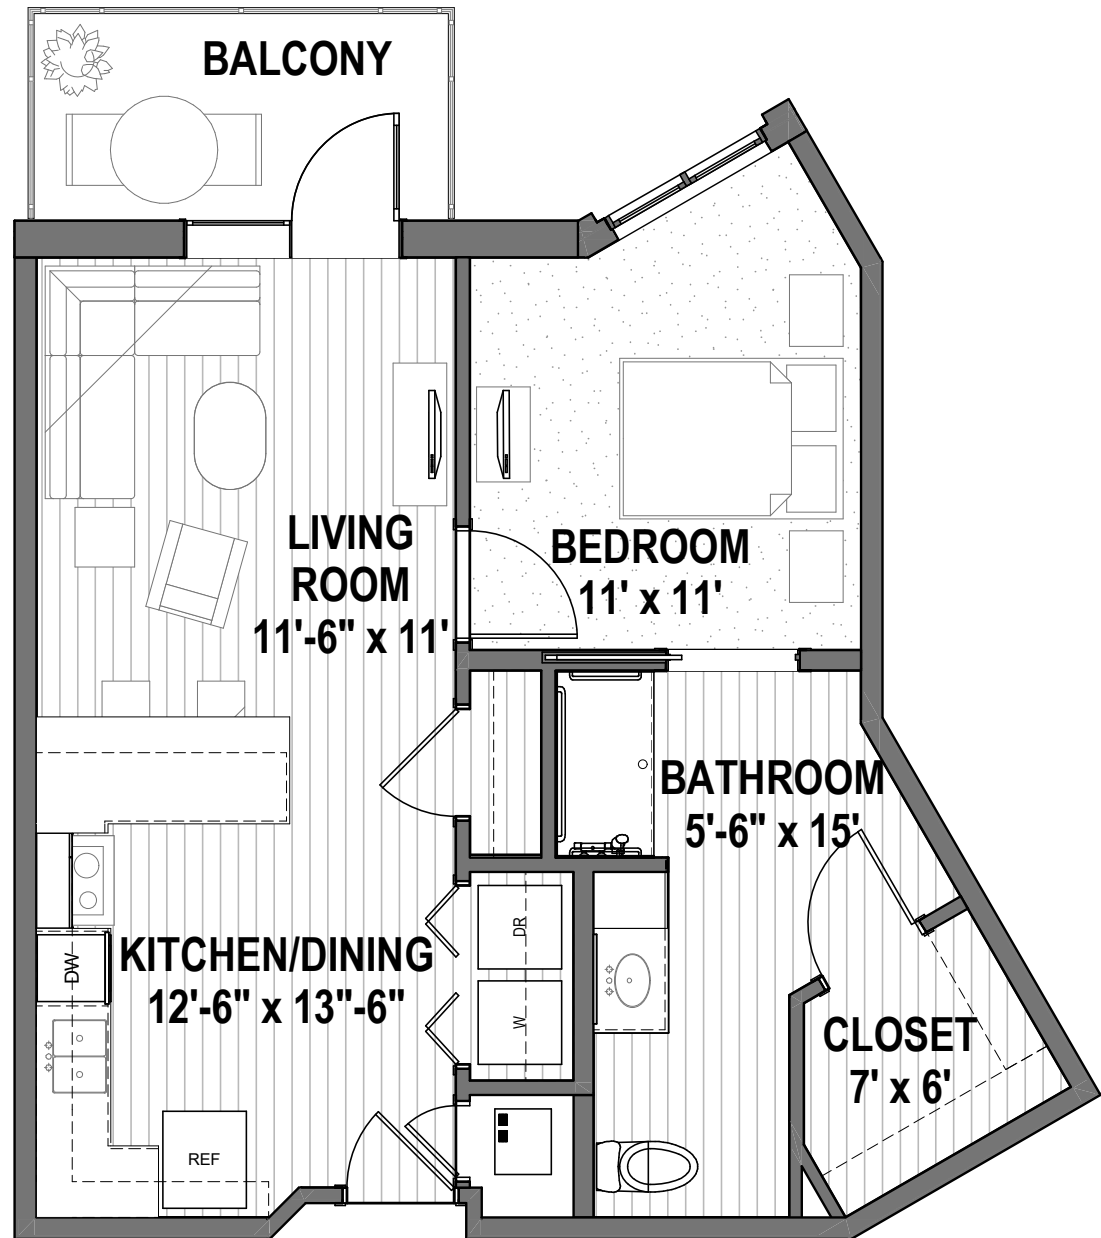 BALCONY
LIVING
ROOM
11'-6" x 11'
BEDROOM
11' x 11'
BATHROOM
5'-6" x 15'
KITCHEN/DINING
12'-6" x 13"-6"
DW
DR
W
CLOSET
7' x 6'
REF